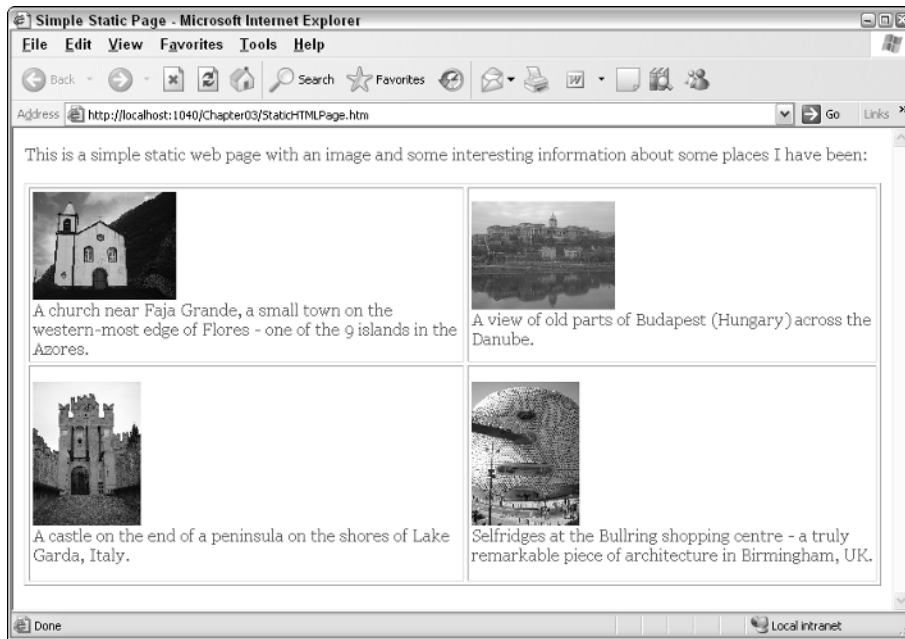 Simple Static Page - Microsoft Internet Explorer
File Edit View Favorites Tools Help
Back Search Favorites
Address http://localhost:1040/Chapter03/StaticHTMLPage.htm Go Links »
This is a simple static web page with an image and some interesting information about some places I have been:
A church near Faja Grande, a small town on the
western-most edge of Flores - one of the 9 islands in the
Azores.
A view of old parts of Budapest (Hungary) across the
Danube.
A castle on the end of a peninsula on the shores of Lake
Garda, Italy.
Selfridges at the Bullring shopping centre - a truly
remarkable piece of architecture in Birmingham, UK.
Done Local intranet